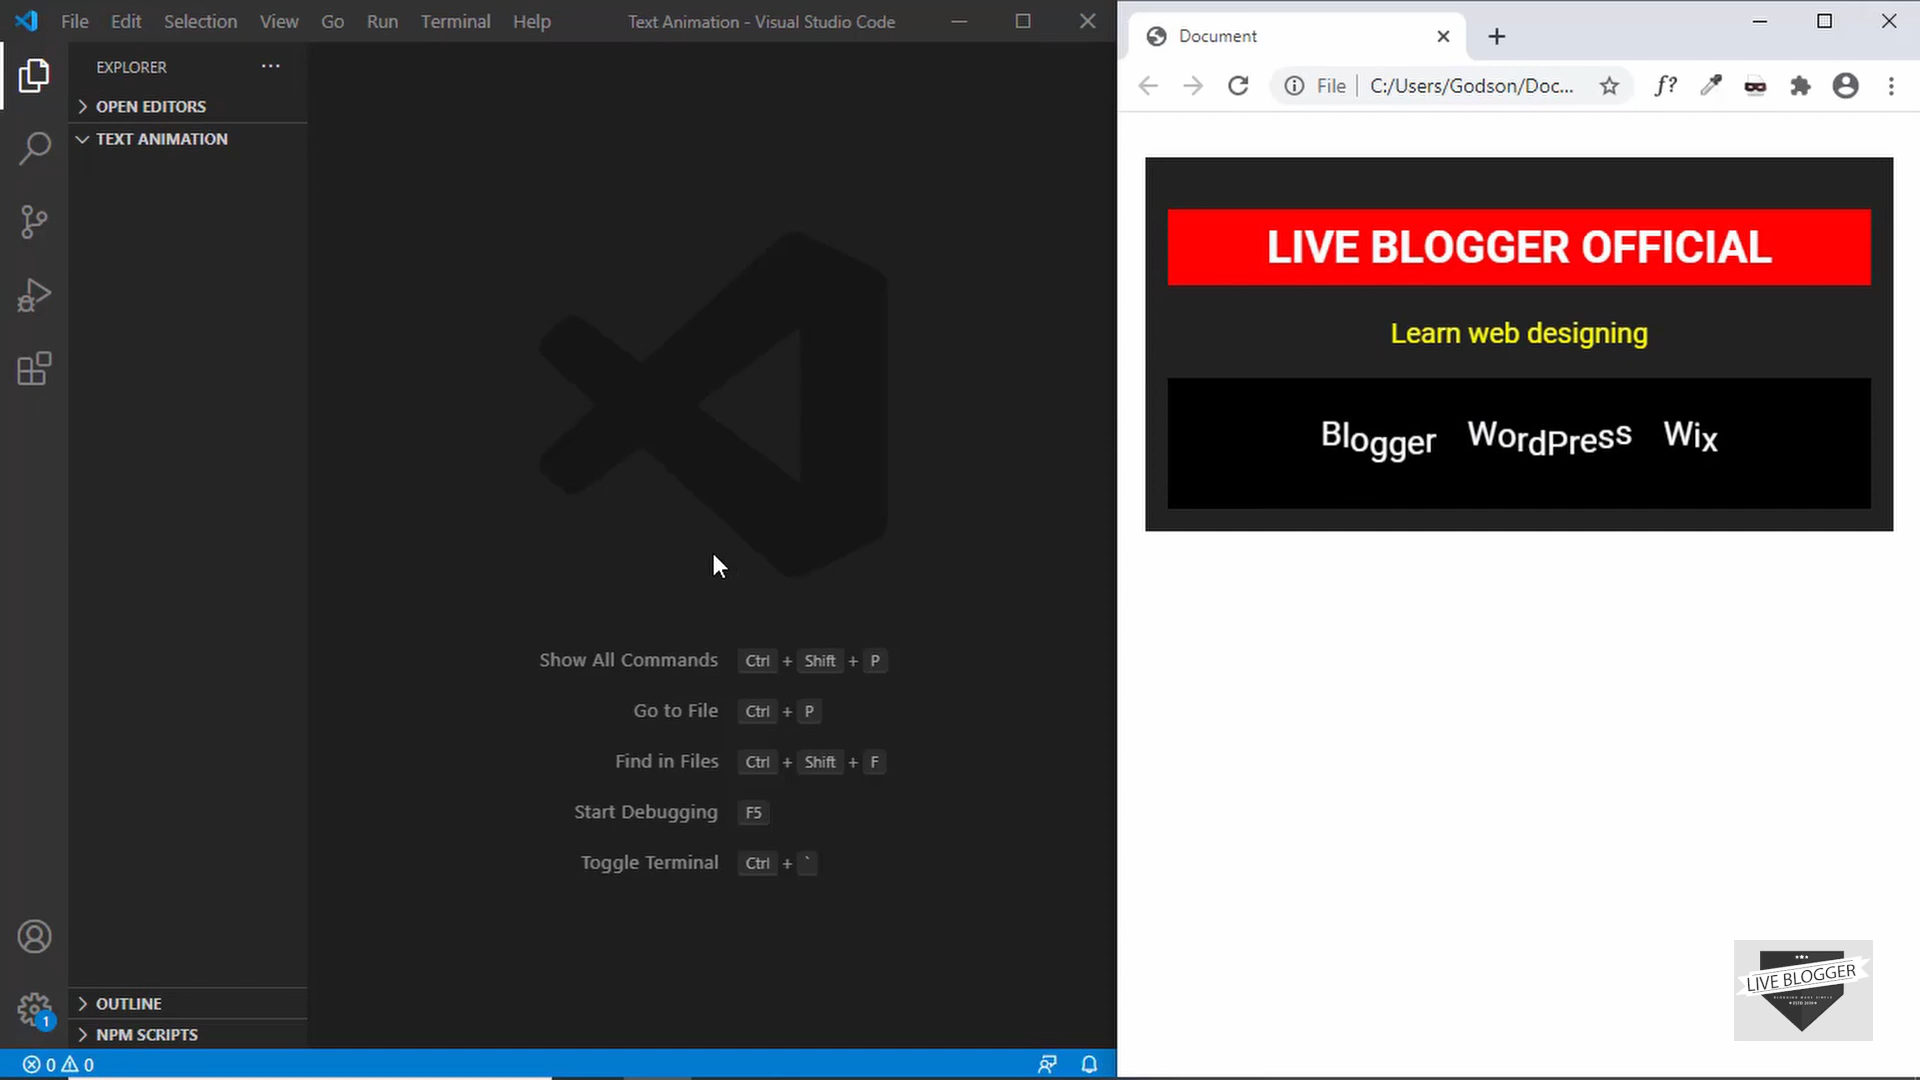 File Edit Selection View Go Run Terminal Help
Text Animation - Visual Studio Code
EXPLORER
OPEN EDITORS
TEXT ANIMATION
Show All Commands Ctrl + Shift + P
Go to File Ctrl + P
Find in Files Ctrl + Shift + F
Start Debugging F5
Toggle Terminal Ctrl + `
OUTLINE
1
NPM SCRIPTS
0 0
Document
File C:/Users/Godson/Doc...
f?
LIVE BLOGGER OFFICIAL
Learn web designing
Blogger WordPress Wix
LIVE BLOGGER